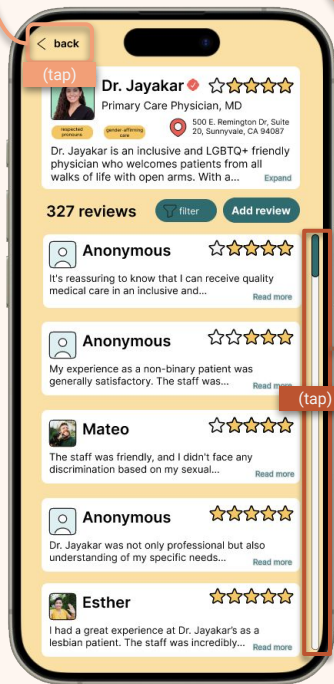 back
(tap)
Dr. Jayakar
Primary Care Physician, MD
respected
pronouns
gender-affirming
care
500 E. Remington Dr, Suite
20, Sunnyvale, CA 94087
Dr. Jayakar is an inclusive and LGBTQ+ friendly
physician who welcomes patients from all
walks of life with open arms. With a... Expand
327 reviews
filter
Add review
Anonymous
It's reassuring to know that I can receive quality
medical care in an inclusive and...
Read more
Anonymous
My experience as a non-binary patient was
generally satisfactory. The staff was...
Read more
(tap)
Mateo
The staff was friendly, and I didn't face any
discrimination based on my sexual...
Read more
Anonymous
Dr. Jayakar was not only professional but also
understanding of my specific needs...
Read more
Esther
I had a great experience at Dr. Jayakar's as a
lesbian patient. The staff was incredibly... Read more